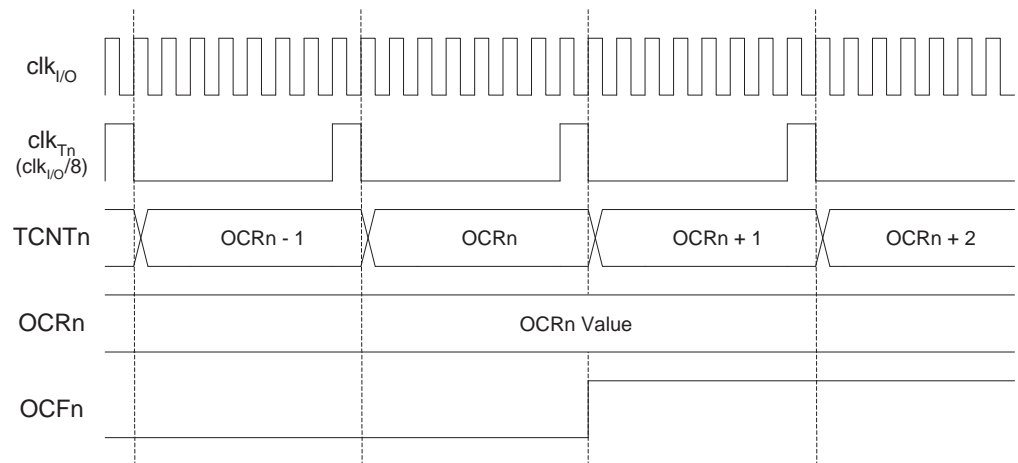 clkI/O
clkTn
(clkI/O/8)
TCNTn
OCRn - 1
OCRn
OCRn + 1
OCRn + 2
OCRn
OCRn Value
OCFn